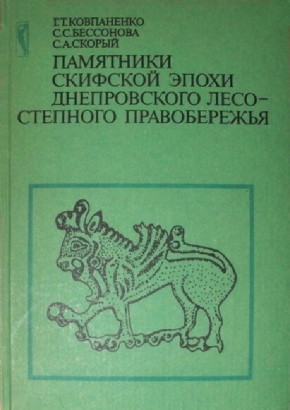 Г.Т.КОВПАНЕНКО
С.С.БЕССОНОВА
С.А.СКОРЫЙ
ПАМЯТНИКИ
СКИФСКОЙ ЭПОХИ
ДНЕПРОВСКОГО ЛЕСО-
СТЕПНОГО ПРАВОБЕРЕЖЬЯ